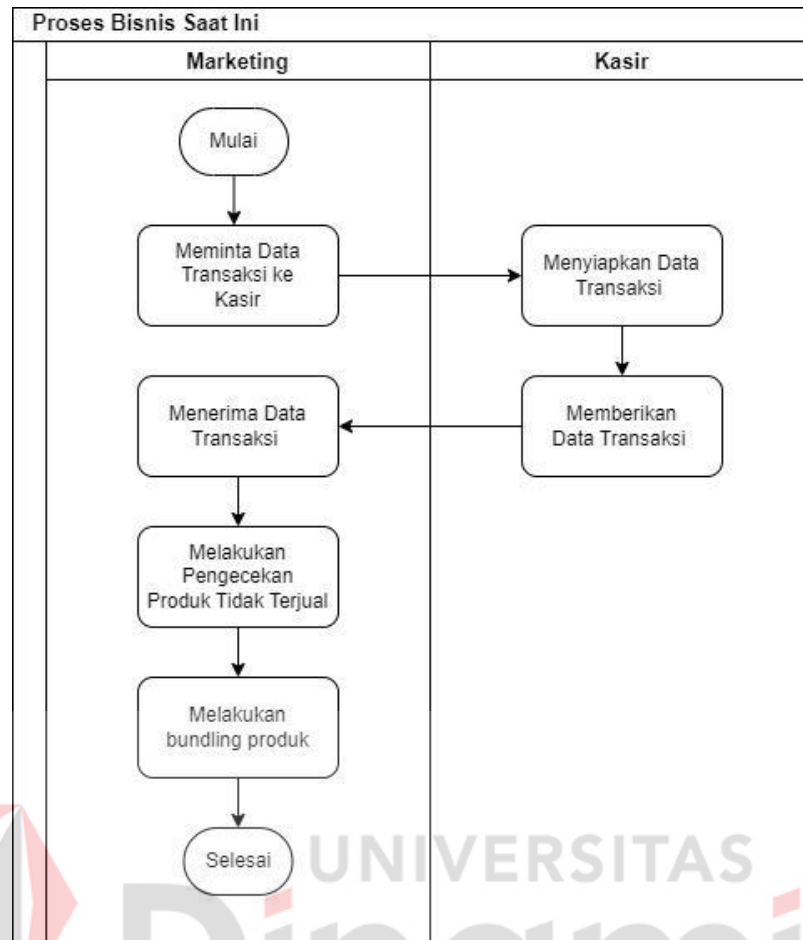 Proses Bisnis Saat Ini
Marketing
Kasir
Mulai
Meminta Data
Transaksi ke
Kasir
Menyiapkan Data
Transaksi
Memberikan
Data Transaksi
Menerima Data
Transaksi
Melakukan
Pengecekan
Produk Tidak Terjual
Melakukan
bundling produk
Selesai
UNIVERSITAS